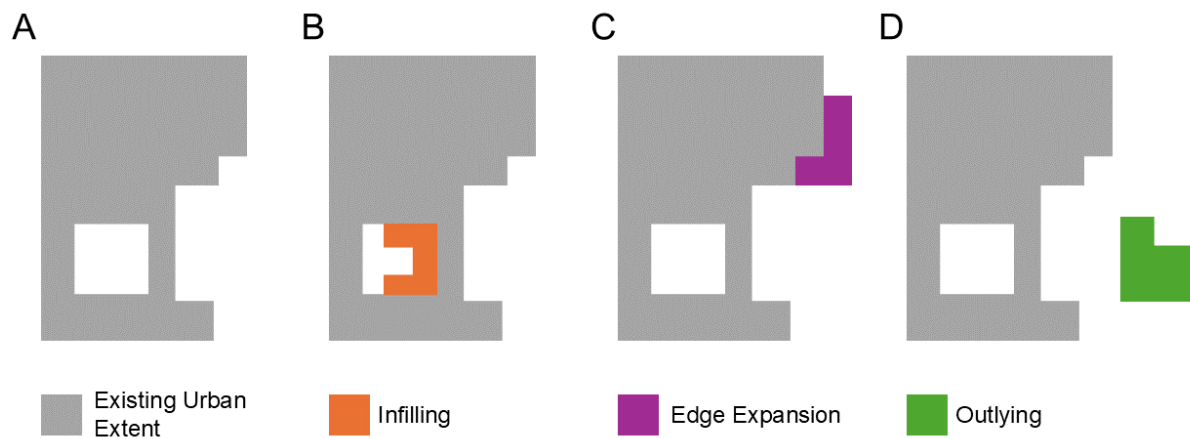 A
B
C
D
Existing Urban
Extent
Infilling
Edge Expansion
Outlying